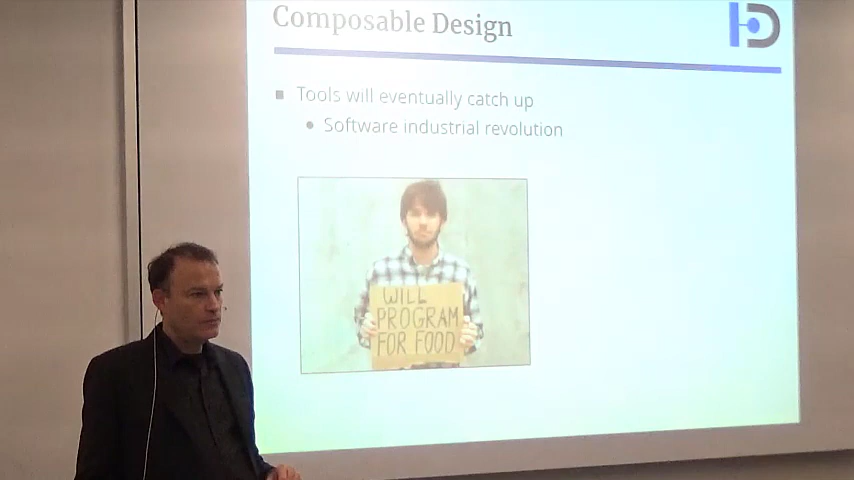 Composable Design
Tools will eventually catch up
Software industrial revolution
WILL
PROGRAM
FOR FOOD